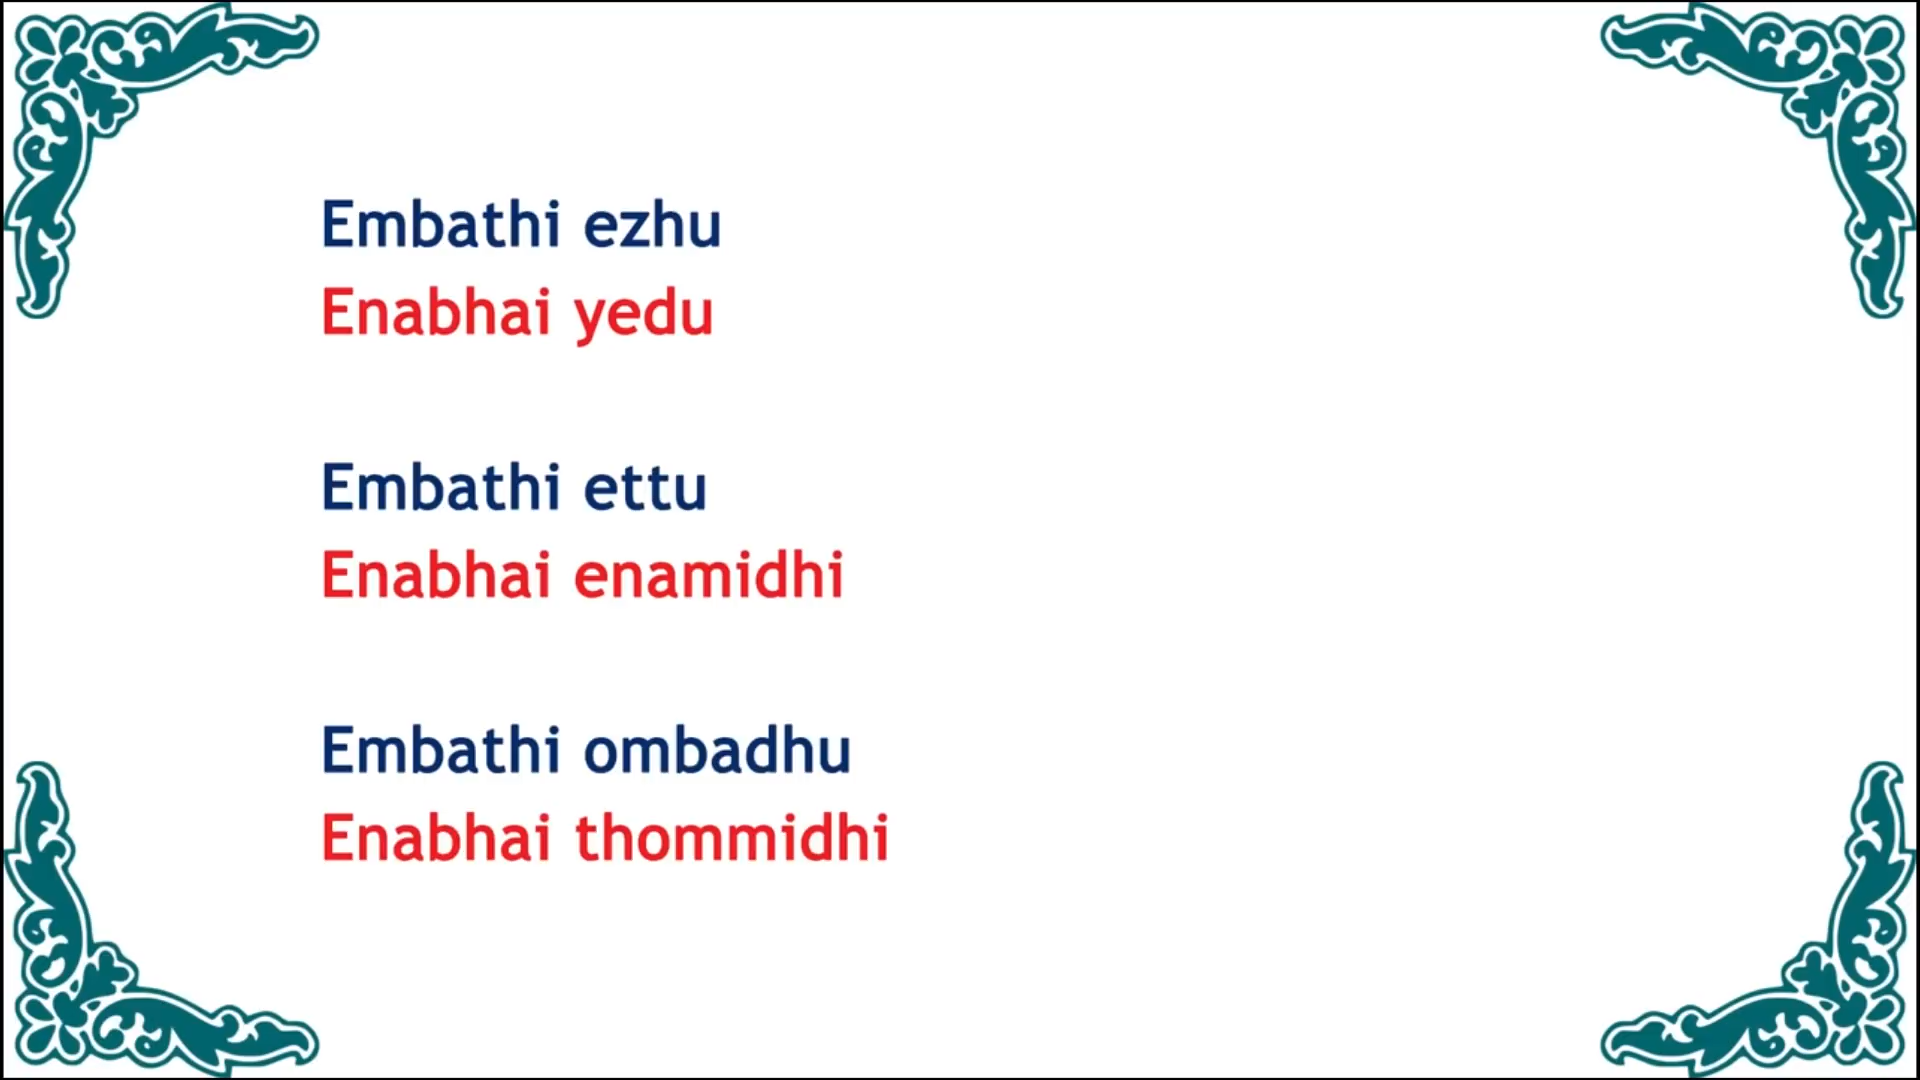 Embathi ezhu
Enabhai yedu
Embathi ettu
Enabhai enamidhi
Embathi ombadhu
Enabhai thommidhi